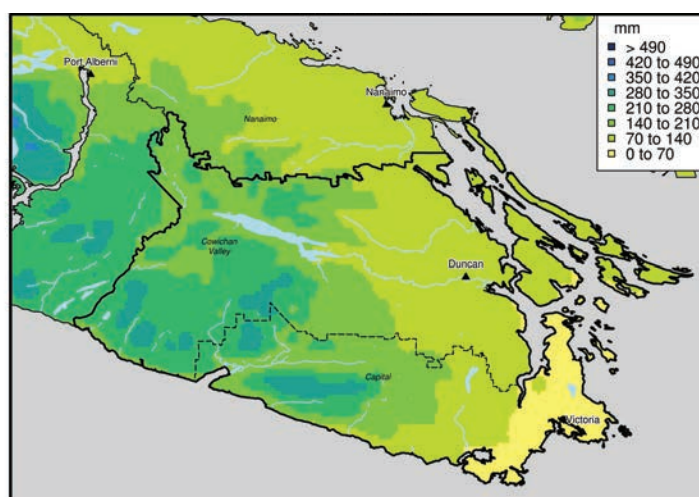 mm
> 490
420 to 490
350 to 420
280 to 350
210 to 280
140 to 210
70 to 140
0 to 70
Port Alberni
Nanaimo
Nanaimo
Cowichan
Valley
Duncan
Capital
Victoria